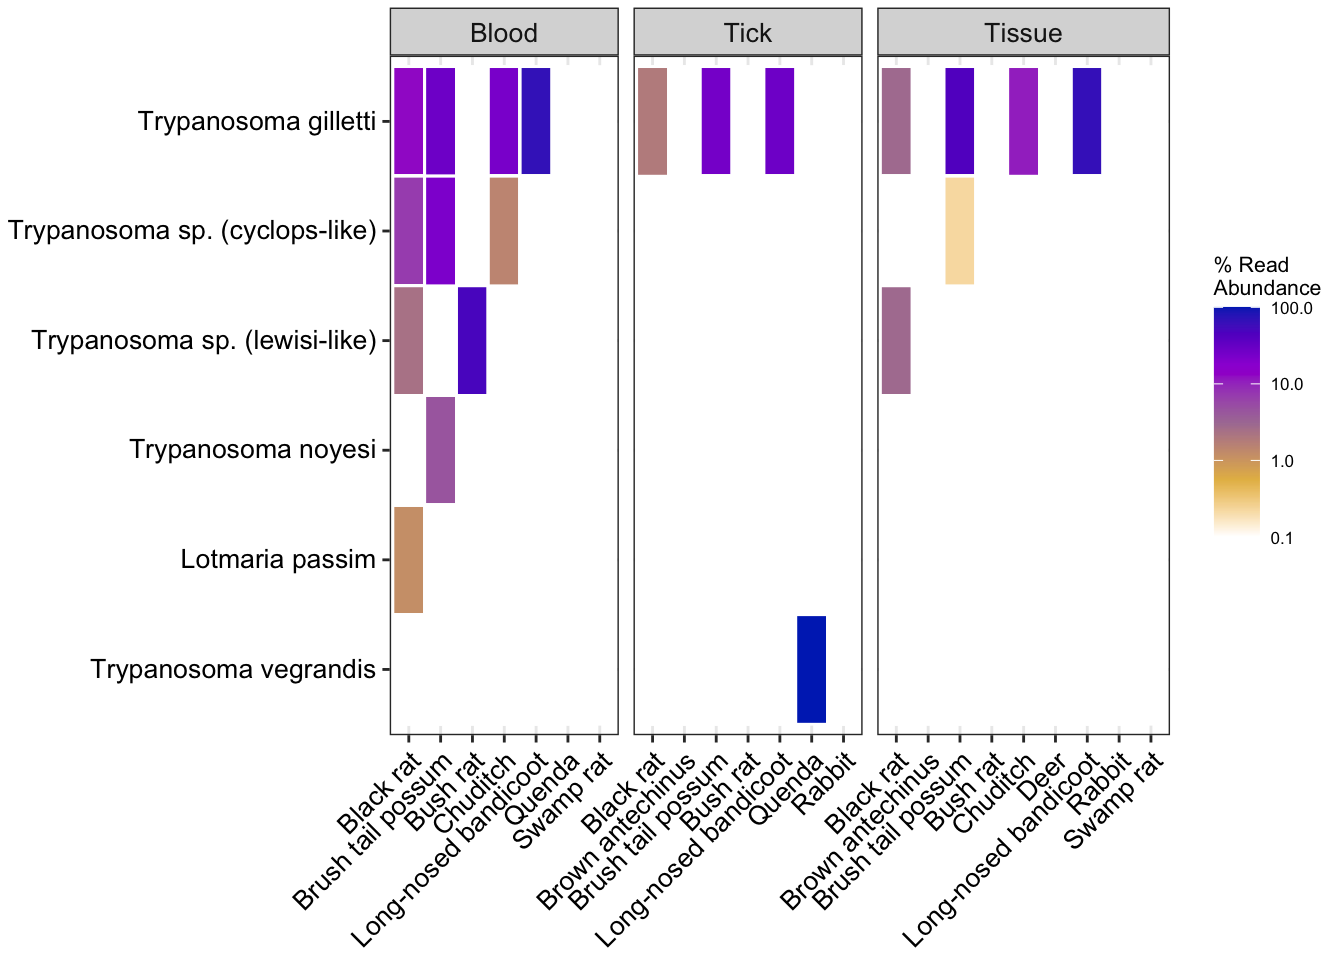 Blood
Tick
Tissue
Trypanosoma gilletti
Trypanosoma sp. (cyclops-like)
Trypanosoma sp. (lewisi-like)
Trypanosoma noyesi
Lotmaria passim
Trypanosoma vegrandis
Black rat
Brush tail possum
Bush rat
Chuditch
Long-nosed bandicoot
Quenda
Swamp rat
Black rat
Brown antechinus
Brush tail possum
Bush rat
Long-nosed bandicoot
Quenda
Rabbit
Black rat
Brown antechinus
Brush tail possum
Bush rat
Chuditch
Deer
Long-nosed bandicoot
Rabbit
Swamp rat
% Read
Abundance
100.0
10.0
1.0
0.1